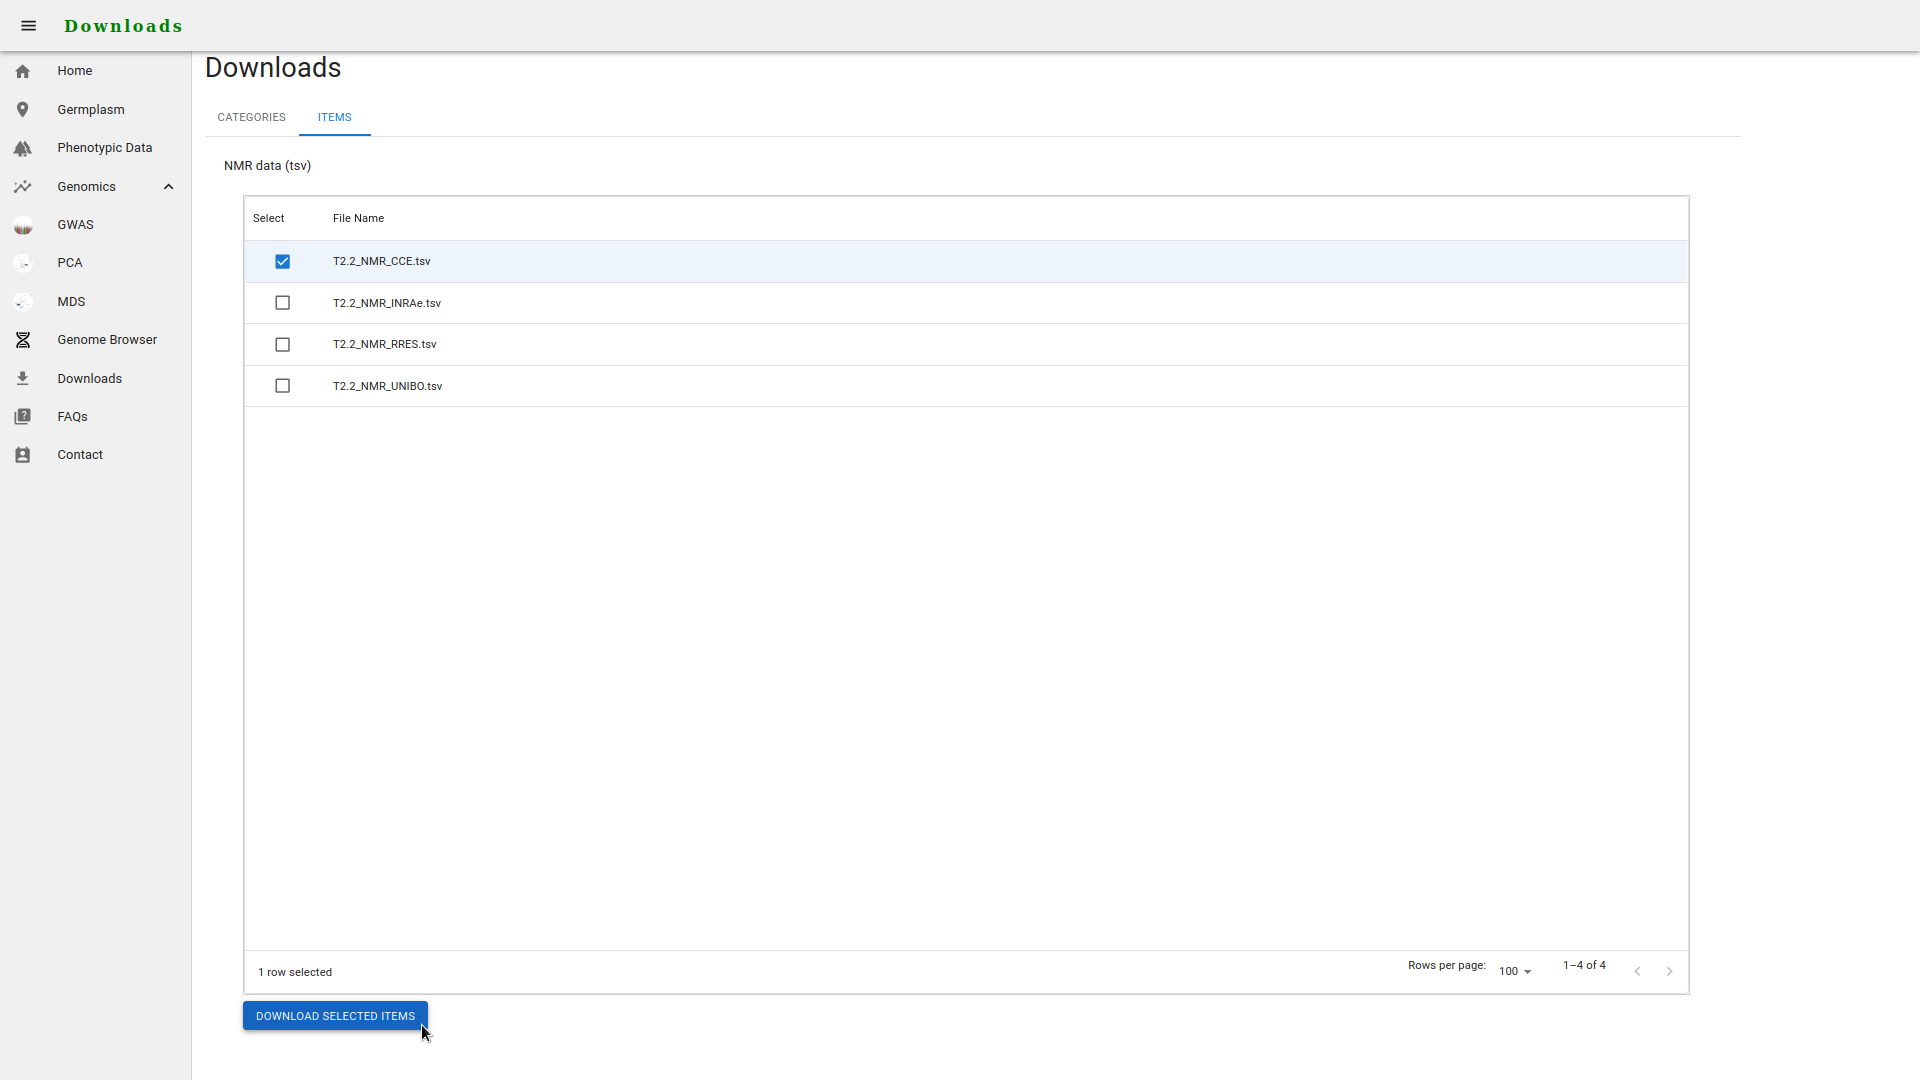 Downloads
Home
Germplasm
Phenotypic Data
Genomics
GWAS
PCA
MDS
Genome Browser
Downloads
FAQs
Contact
Downloads
CATEGORIES ITEMS
NMR data (tsv)
Select File Name
T2.2_NMR_CCE.tsv
T2.2_NMR_INRAe.tsv
T2.2_NMR_RRES.tsv
T2.2_NMR_UNIBO.tsv
1 row selected Rows per page: 100 1–4 of 4
DOWNLOAD SELECTED ITEMS